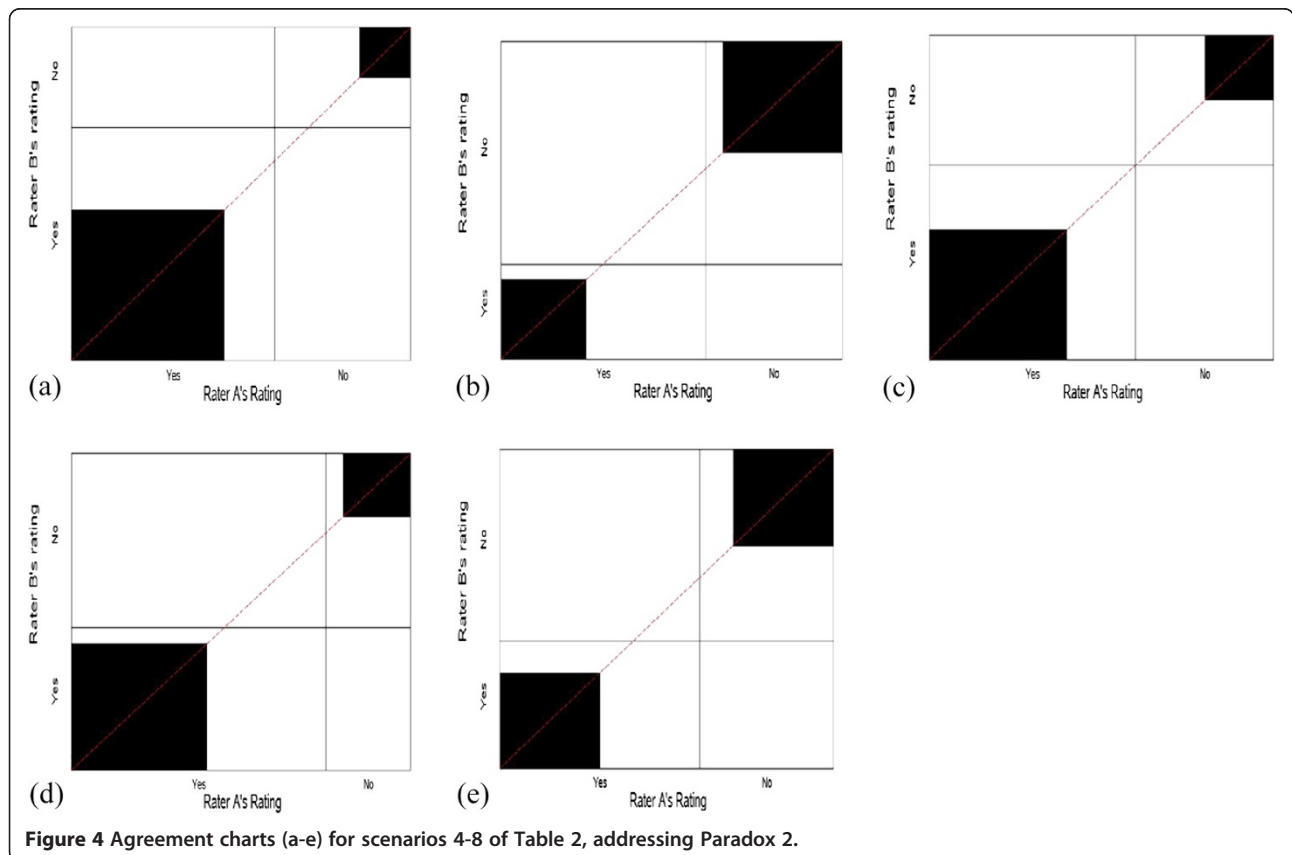 Rater B's rating
No
Yes
Yes
No
Rater A's Rating
(a)
Rater B's rating
No
Yes
Yes
No
Rater A's Rating
(b)
Rater B's rating
No
Yes
Yes
No
Rater A's Rating
(c)
Rater B's rating
No
Yes
Yes
No
Rater A's Rating
(d)
Rater B's rating
No
Yes
Yes
No
Rater A's Rating
(e)
Figure 4 Agreement charts (a-e) for scenarios 4-8 of Table 2, addressing Paradox 2.